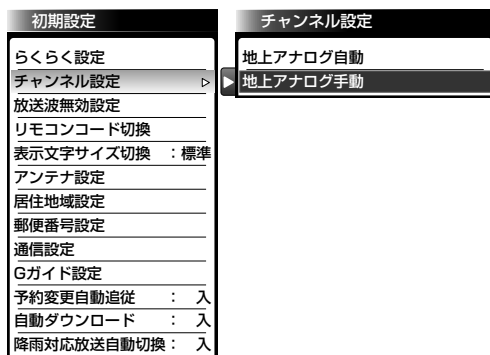 初期設定
らくらく設定
チャンネル設定
放送波無効設定
リモコンコード切換
表示文字サイズ切換 ：標準
アンテナ設定
居住地域設定
郵便番号設定
通信設定
Gガイド設定
予約変更自動追従 ： 入
自動ダウンロード ： 入
降雨対応放送自動切換： 入
チャンネル設定
地上アナログ自動
地上アナログ手動